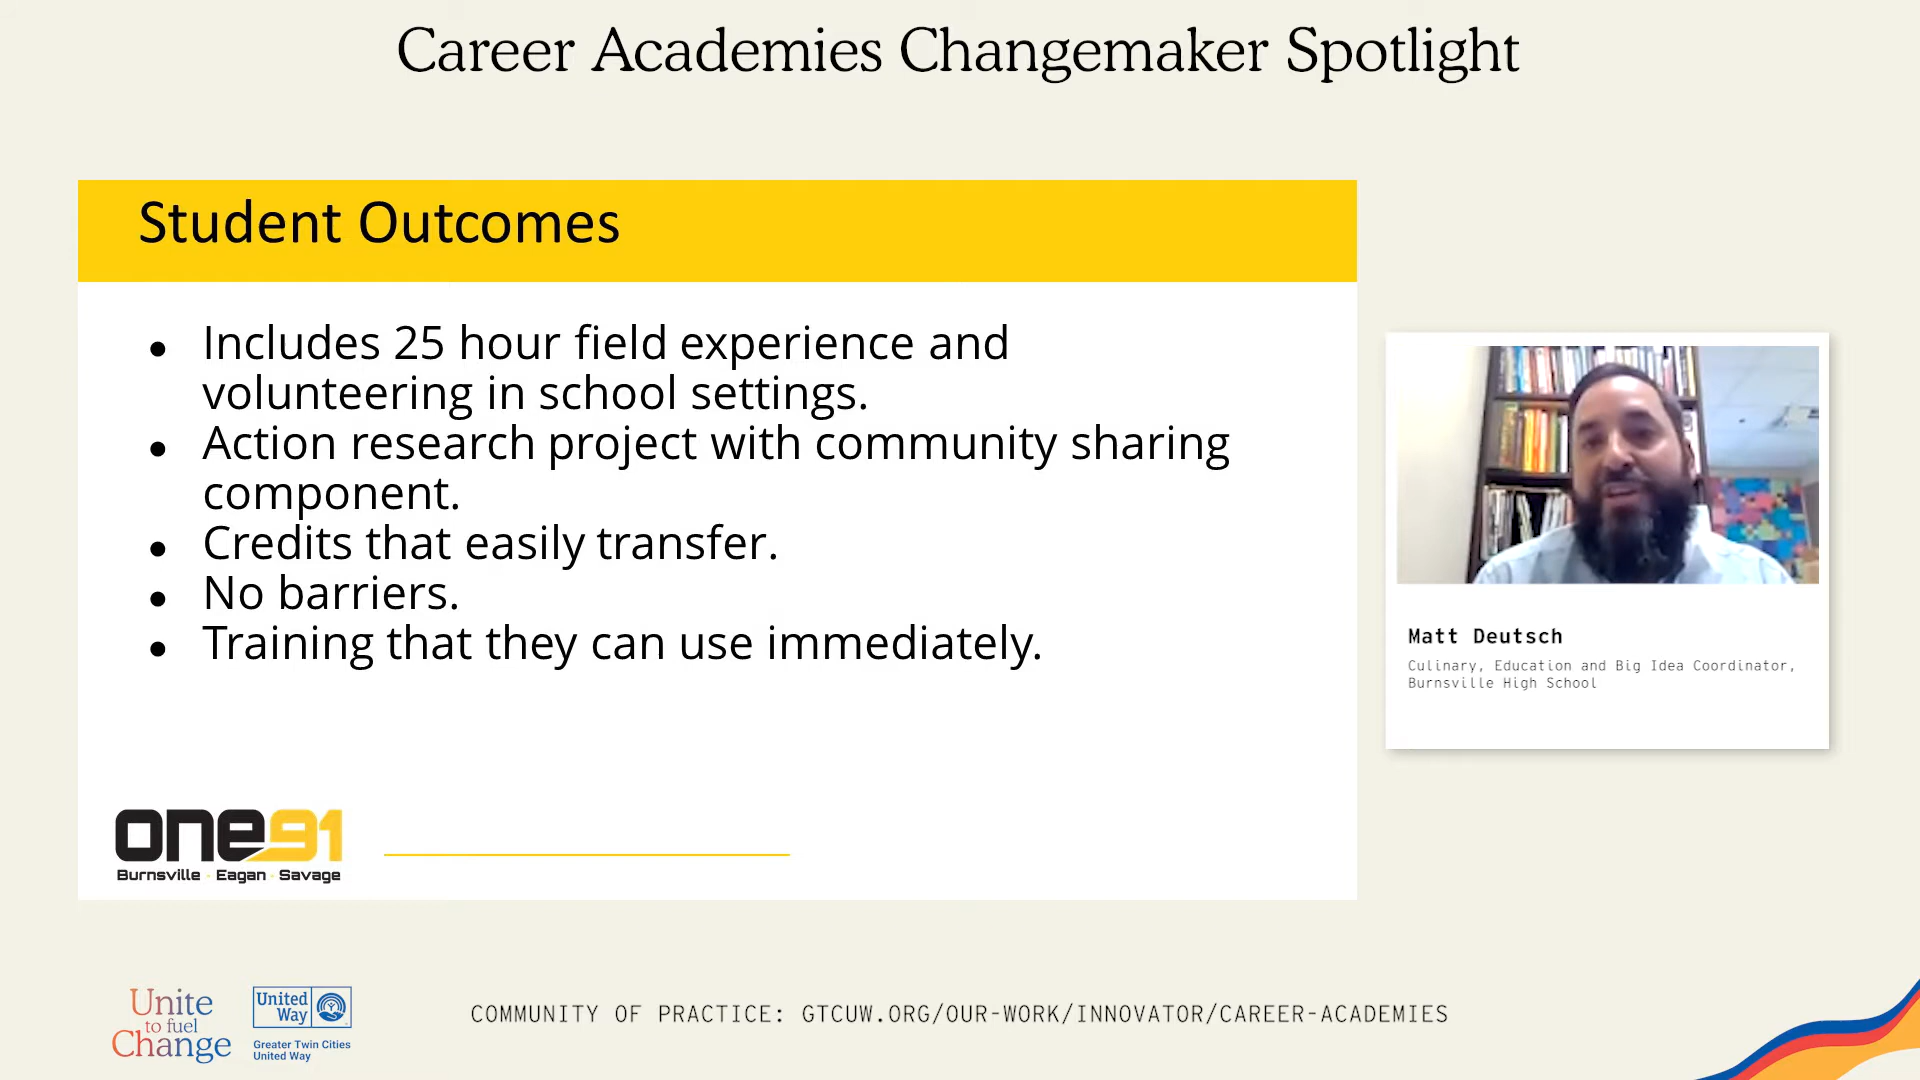 Career Academies Changemaker Spotlight
Student Outcomes
● Includes 25 hour field experience and
volunteering in school settings.
● Action research project with community sharing
component.
● Credits that easily transfer.
● No barriers.
● Training that they can use immediately.
Matt Deutsch
Culinary, Education and Big Idea Coordinator,
Burnsville High School
one91
Burnsville · Eagan · Savage
Unite
to fuel
Change
United
Way
Greater Twin Cities
United Way
COMMUNITY OF PRACTICE: GTCUW.ORG/OUR-WORK/INNOVATOR/CAREER-ACADEMIES